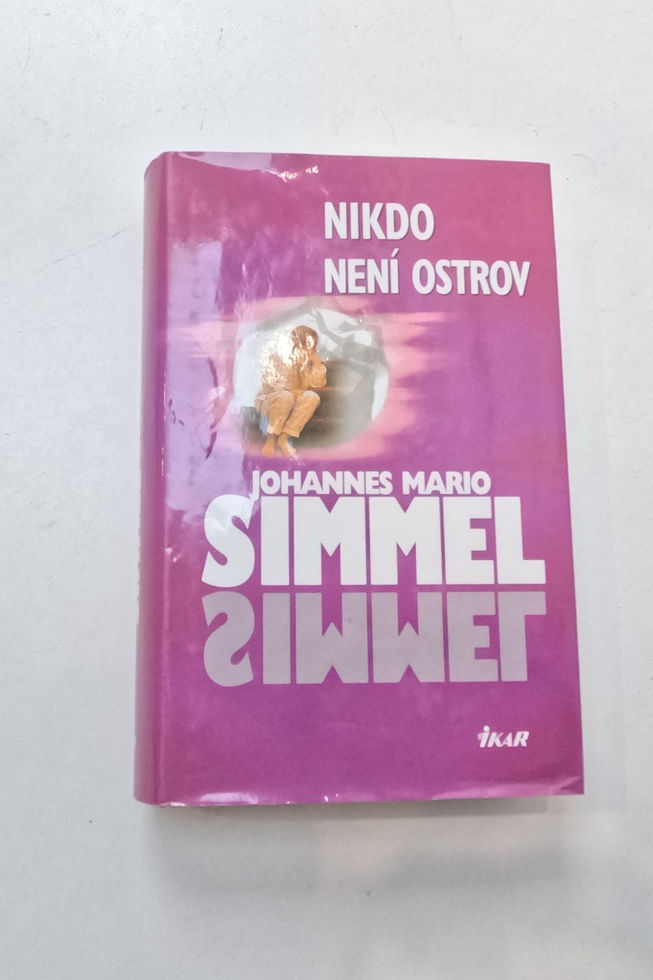 NIKDO
NENÍ OSTROV
JOHANNES MARIO
SIMMEL
SIMMEL
iKAR